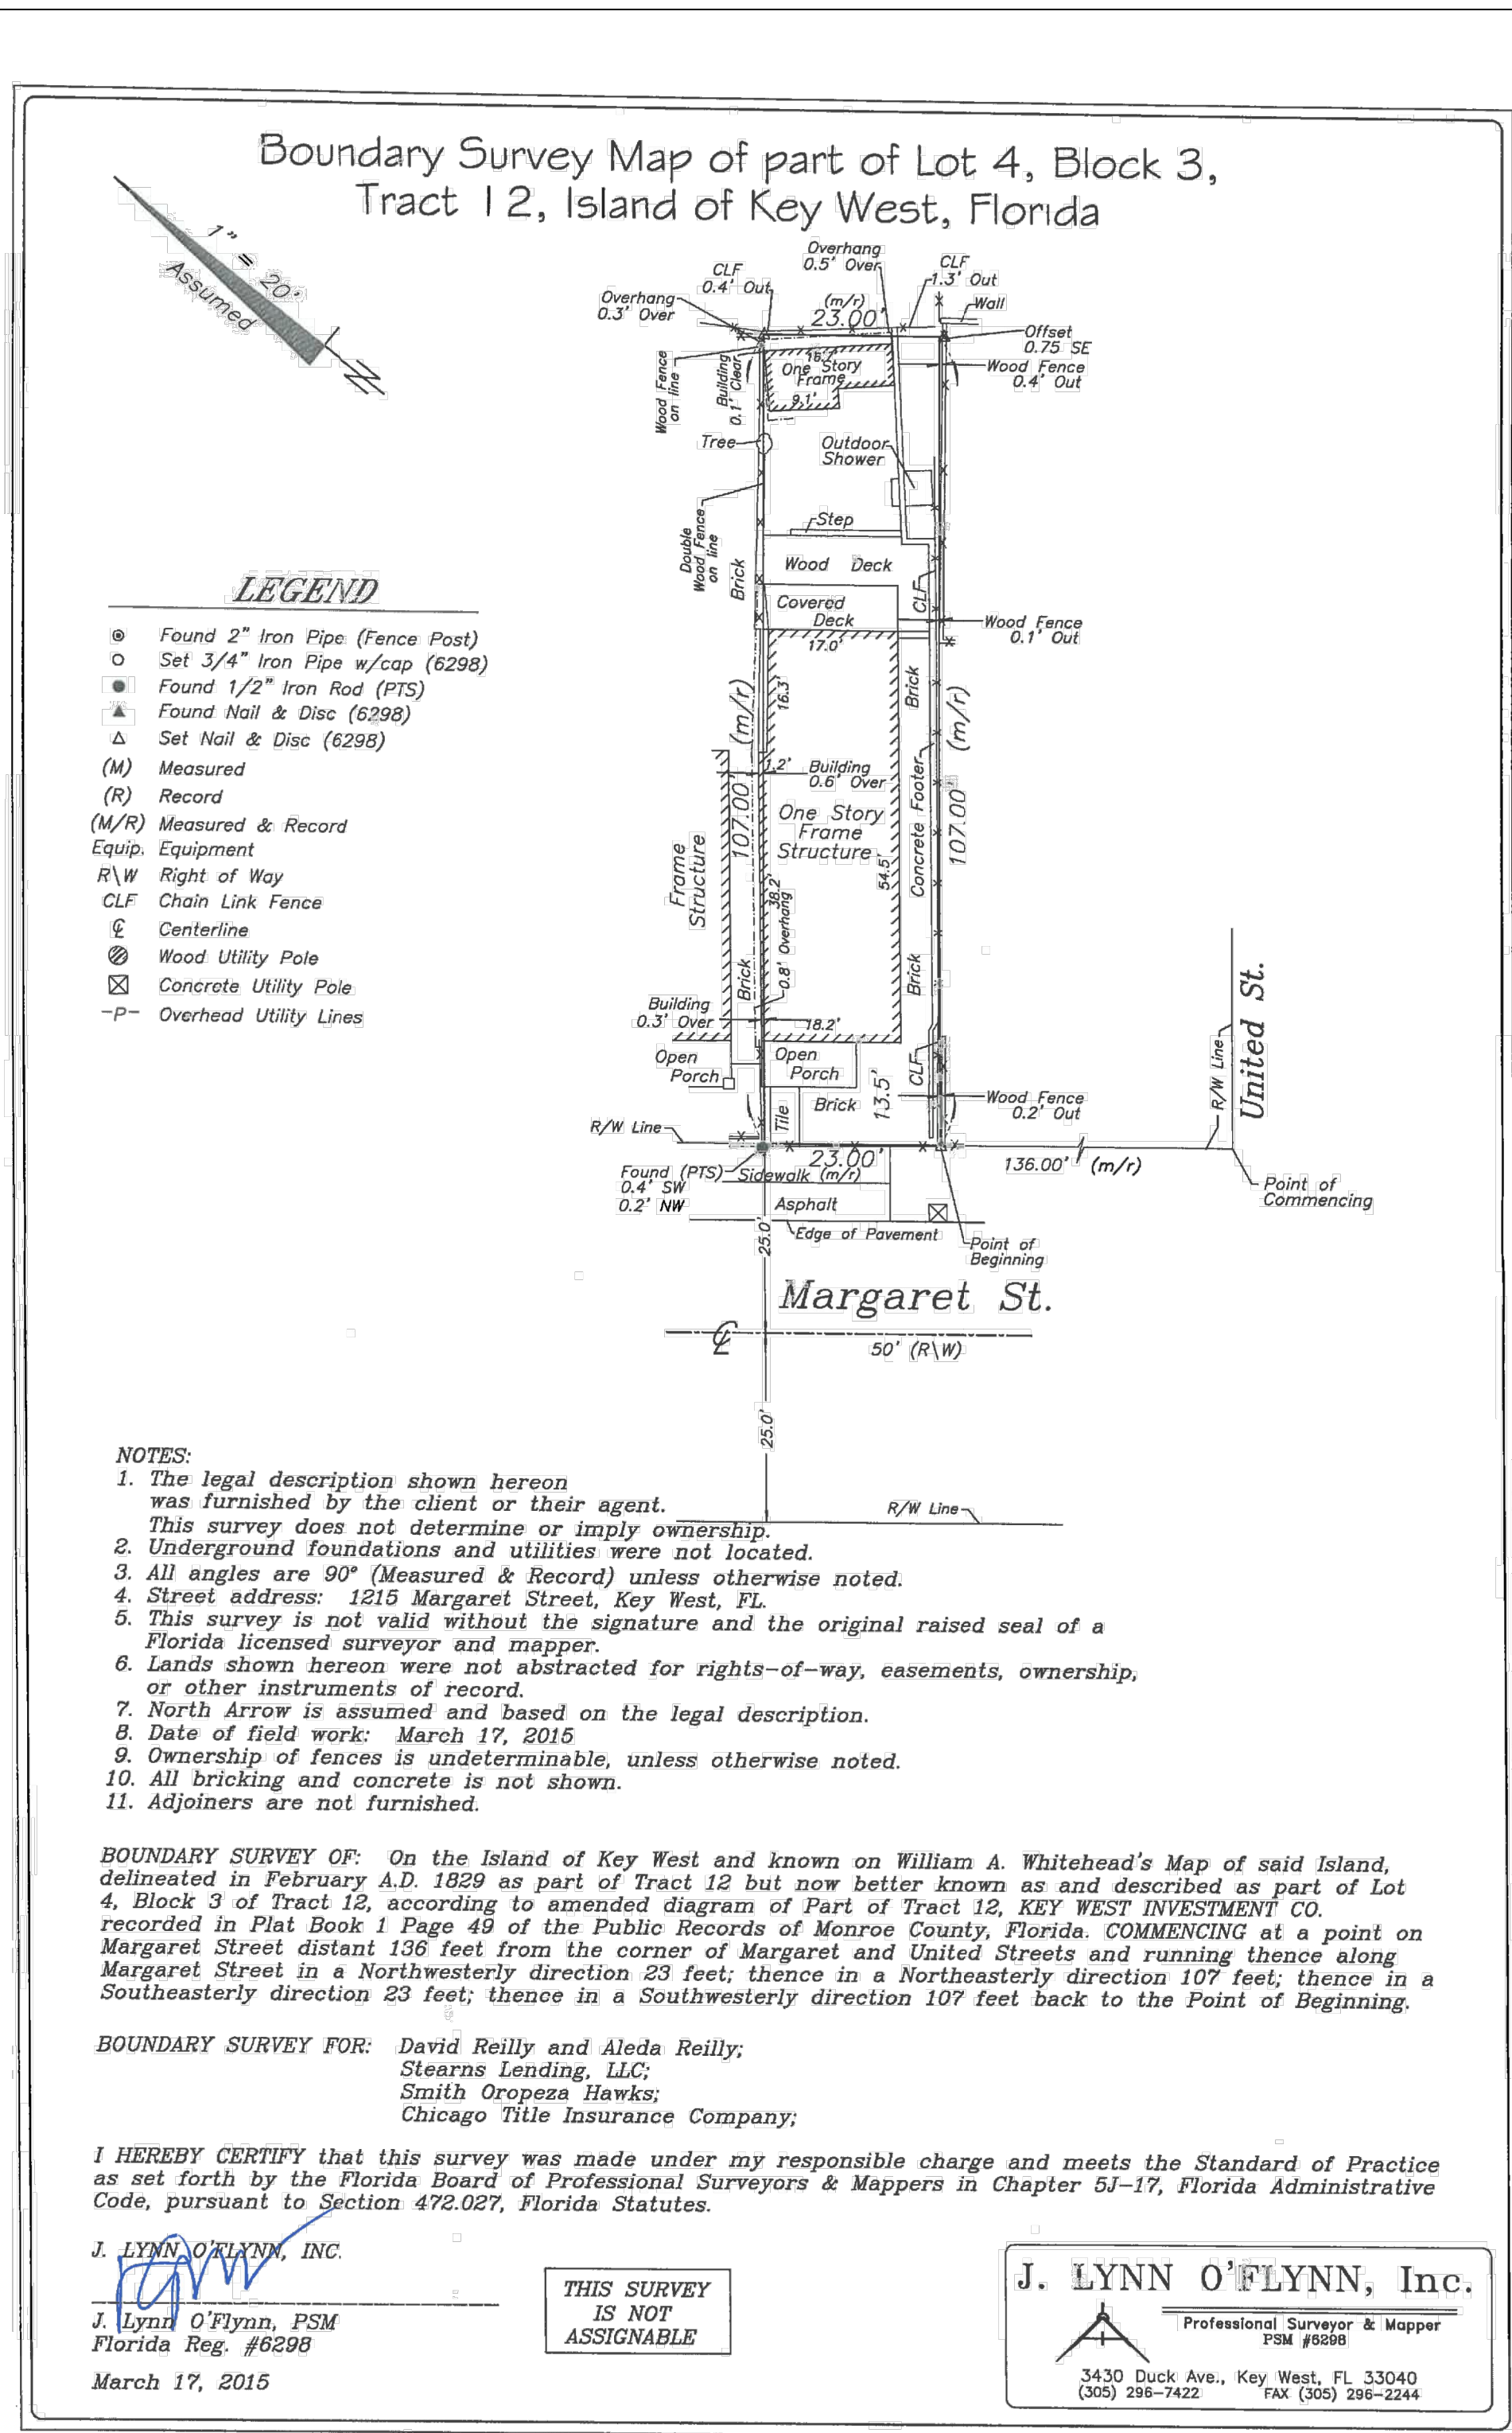 Boundary Survey Map of part of Lot 4, Block 3,
Tract 12, Island of Key West, Florida
1" = 20'
Assumed
N
Overhang
0.5' Over
CLF
0.4' Out
CLF
1.3' Out
Overhang
0.3' Over
(m/r)
23.00'
Wall
Offset
0.75 SE
Wood Fence
on line
Building
0.1' Clear
16.7'
One Story
Frame
9.1'
Wood Fence
0.4' Out
Tree
Outdoor
Shower
Step
Double
Wood Fence
on line
Brick
Wood Deck
Covered
Deck
CLF
Wood Fence
0.1' Out
17.0'
16.3'
Brick
107.00' (m/r)
107.00' (m/r)
1.2'
Building
0.6' Over
One Story
Frame
Structure
54.5'
Concrete Footer
Frame
Structure
38.2'
0.8' Overhang
Brick
Brick
Building
0.3' Over
18.2'
Open
Porch
Open
Porch
CLF
13.5'
Tile
Brick
Wood Fence
0.2' Out
R/W Line
R/W Line
United St.
23.00'
136.00' (m/r)
Found (PTS)
0.4' SW
0.2' NW
Sidewalk (m/r)
Point of
Commencing
Asphalt
Edge of Pavement
Point of
Beginning
25.0'
Margaret St.
℄
50' (R\W)
25.0'
R/W Line
LEGEND
Found 2" Iron Pipe (Fence Post)
Set 3/4" Iron Pipe w/cap (6298)
Found 1/2" Iron Rod (PTS)
Found Nail & Disc (6298)
Set Nail & Disc (6298)
(M) Measured
(R) Record
(M/R) Measured & Record
Equip. Equipment
R\W Right of Way
CLF Chain Link Fence
℄ Centerline
Wood Utility Pole
Concrete Utility Pole
-P- Overhead Utility Lines
NOTES:
1. The legal description shown hereon
was furnished by the client or their agent.
This survey does not determine or imply ownership.
2. Underground foundations and utilities were not located.
3. All angles are 90° (Measured & Record) unless otherwise noted.
4. Street address: 1215 Margaret Street, Key West, FL.
5. This survey is not valid without the signature and the original raised seal of a
Florida licensed surveyor and mapper.
6. Lands shown hereon were not abstracted for rights-of-way, easements, ownership,
or other instruments of record.
7. North Arrow is assumed and based on the legal description.
8. Date of field work: March 17, 2015
9. Ownership of fences is undeterminable, unless otherwise noted.
10. All bricking and concrete is not shown.
11. Adjoiners are not furnished.
BOUNDARY SURVEY OF: On the Island of Key West and known on William A. Whitehead's Map of said Island,
delineated in February A.D. 1829 as part of Tract 12 but now better known as and described as part of Lot
4, Block 3 of Tract 12, according to amended diagram of Part of Tract 12, KEY WEST INVESTMENT CO.
recorded in Plat Book 1 Page 49 of the Public Records of Monroe County, Florida. COMMENCING at a point on
Margaret Street distant 136 feet from the corner of Margaret and United Streets and running thence along
Margaret Street in a Northwesterly direction 23 feet; thence in a Northeasterly direction 107 feet; thence in a
Southeasterly direction 23 feet; thence in a Southwesterly direction 107 feet back to the Point of Beginning.
BOUNDARY SURVEY FOR: David Reilly and Aleda Reilly;
Stearns Lending, LLC;
Smith Oropeza Hawks;
Chicago Title Insurance Company;
I HEREBY CERTIFY that this survey was made under my responsible charge and meets the Standard of Practice
as set forth by the Florida Board of Professional Surveyors & Mappers in Chapter 5J-17, Florida Administrative
Code, pursuant to Section 472.027, Florida Statutes.
J. LYNN O'FLYNN, INC.
J. Lynn O'Flynn, PSM
Florida Reg. #6298
March 17, 2015
THIS SURVEY
IS NOT
ASSIGNABLE
J. LYNN O'FLYNN, Inc.
Professional Surveyor & Mapper
PSM #6298
3430 Duck Ave., Key West, FL 33040
(305) 296-7422 FAX (305) 296-2244